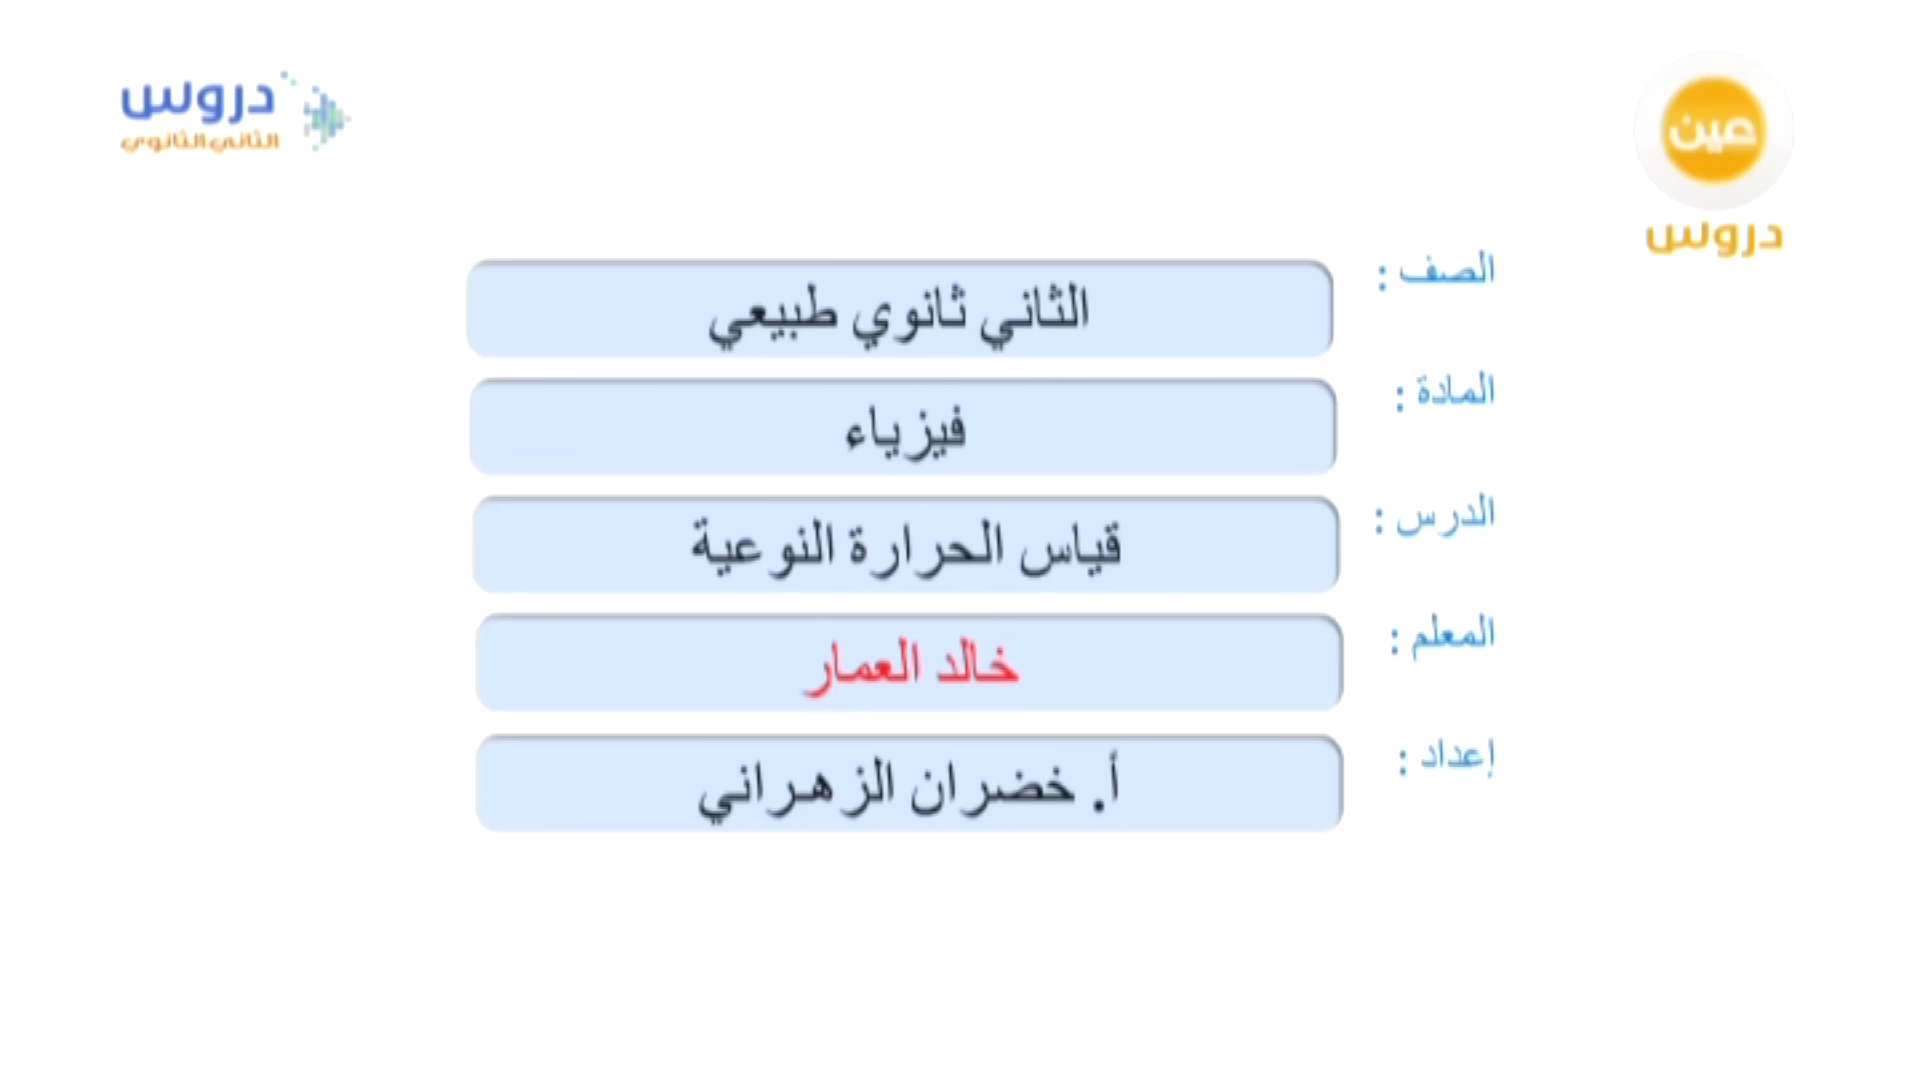 دروس
الثاني الثانوي
عين
دروس
الصف :
الثاني ثانوي طبيعي
المادة :
فيزياء
الدرس :
قياس الحرارة النوعية
المعلم :
خالد العمار
إعداد :
أ. خضران الزهراني